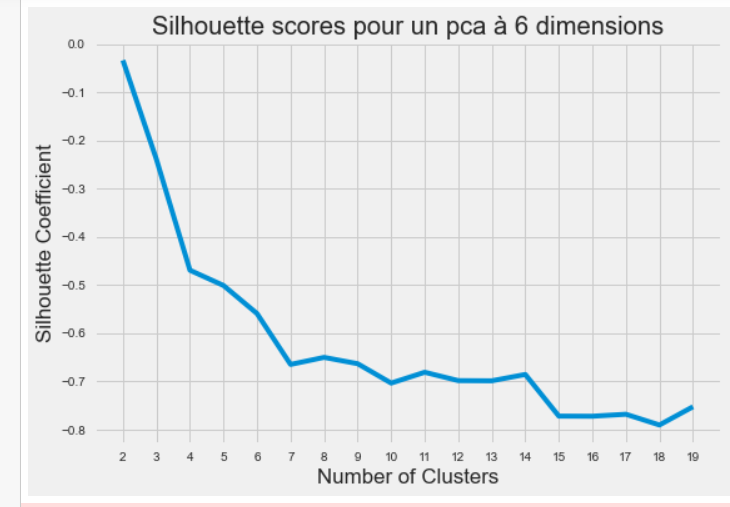 Silhouette scores pour un pca à 6 dimensions
0.0
−0.1
−0.2
−0.3
−0.4
−0.5
−0.6
−0.7
−0.8
Silhouette Coefficient
2 3 4 5 6 7 8 9 10 11 12 13 14 15 16 17 18 19
Number of Clusters